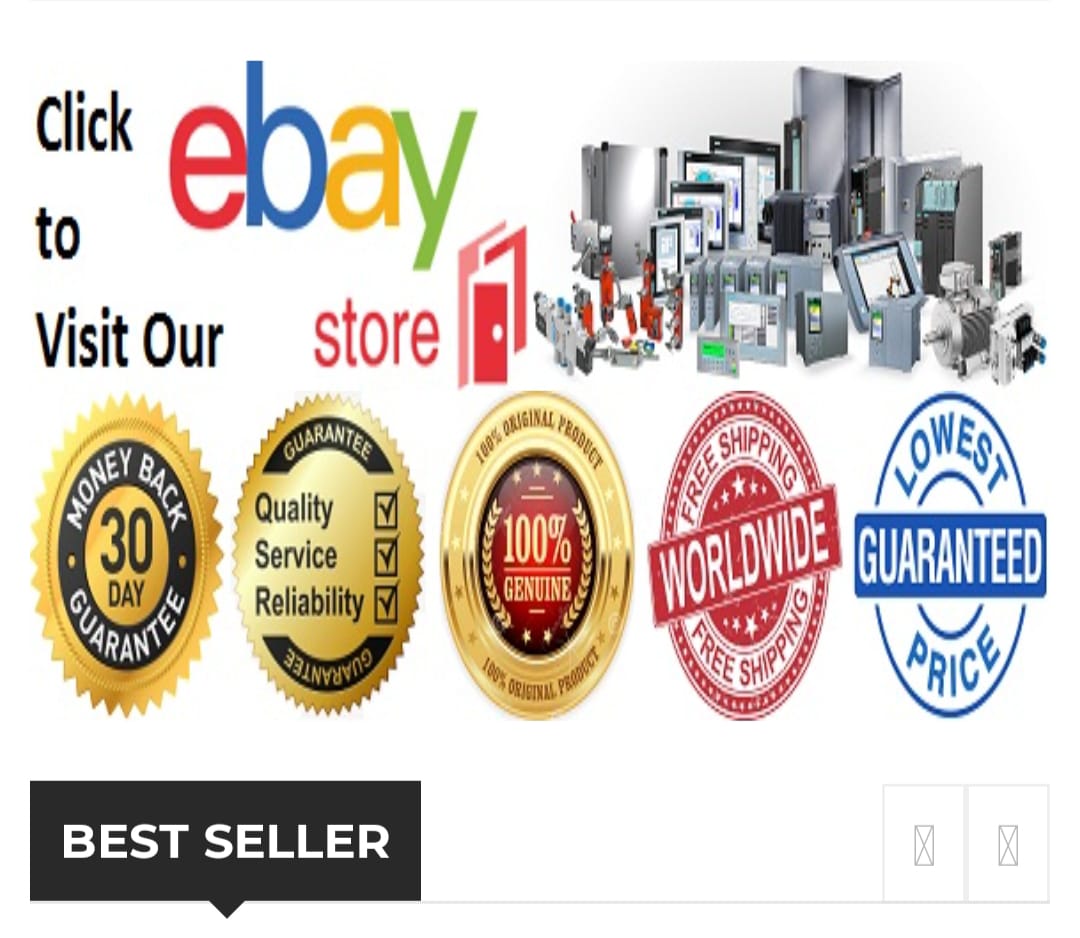 Click
to
Visit Our
ebay
store
MONEY BACK
30
DAY
GUARANTEE
GUARANTEE
Quality
Service
Reliability
GUARANTEE
100% ORIGINAL PRODUCT
100%
GENUINE
100% ORIGINAL PRODUCT
FREE SHIPPING
WORLDWIDE
FREE SHIPPING
LOWEST
GUARANTEED
PRICE
BEST SELLER